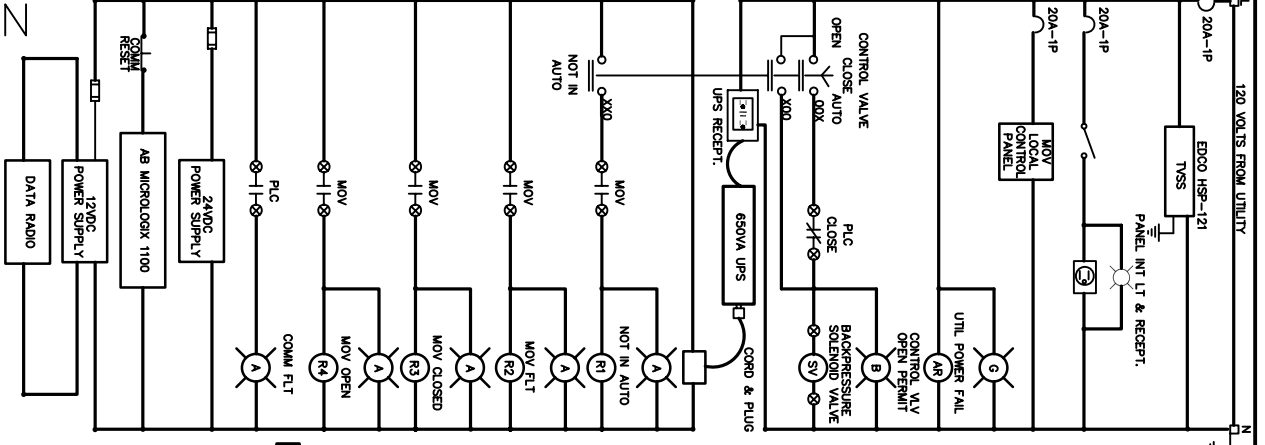 120 VOLTS FROM UTILITY
N
20A-1P
EDCO HSP-121
TVSS
20A-1P
PANEL INT LT & RECEPT.
20A-1P
MOV
LOCAL
CONTROL
PANEL
G
UTIL POWER FAIL
AR
CONTROL VALVE
OPEN
CLOSE
AUTO
OOX
XOO
CONTROL VLV
OPEN PERMIT
B
PLC
CLOSE
BACKPRESSURE
SOLENOID VALVE
SV
UPS RECEPT.
650VA UPS
CORD & PLUG
NOT IN
AUTO
XXO
A
MOV
NOT IN AUTO
R1
A
MOV
MOV FLT
R2
A
MOV
MOV CLOSED
R3
A
MOV
MOV OPEN
R4
PLC
COMM FLT
A
24VDC
POWER SUPPLY
COMM
RESET
AB MICROLOGIX 1100
12VDC
POWER SUPPLY
DATA RADIO
N